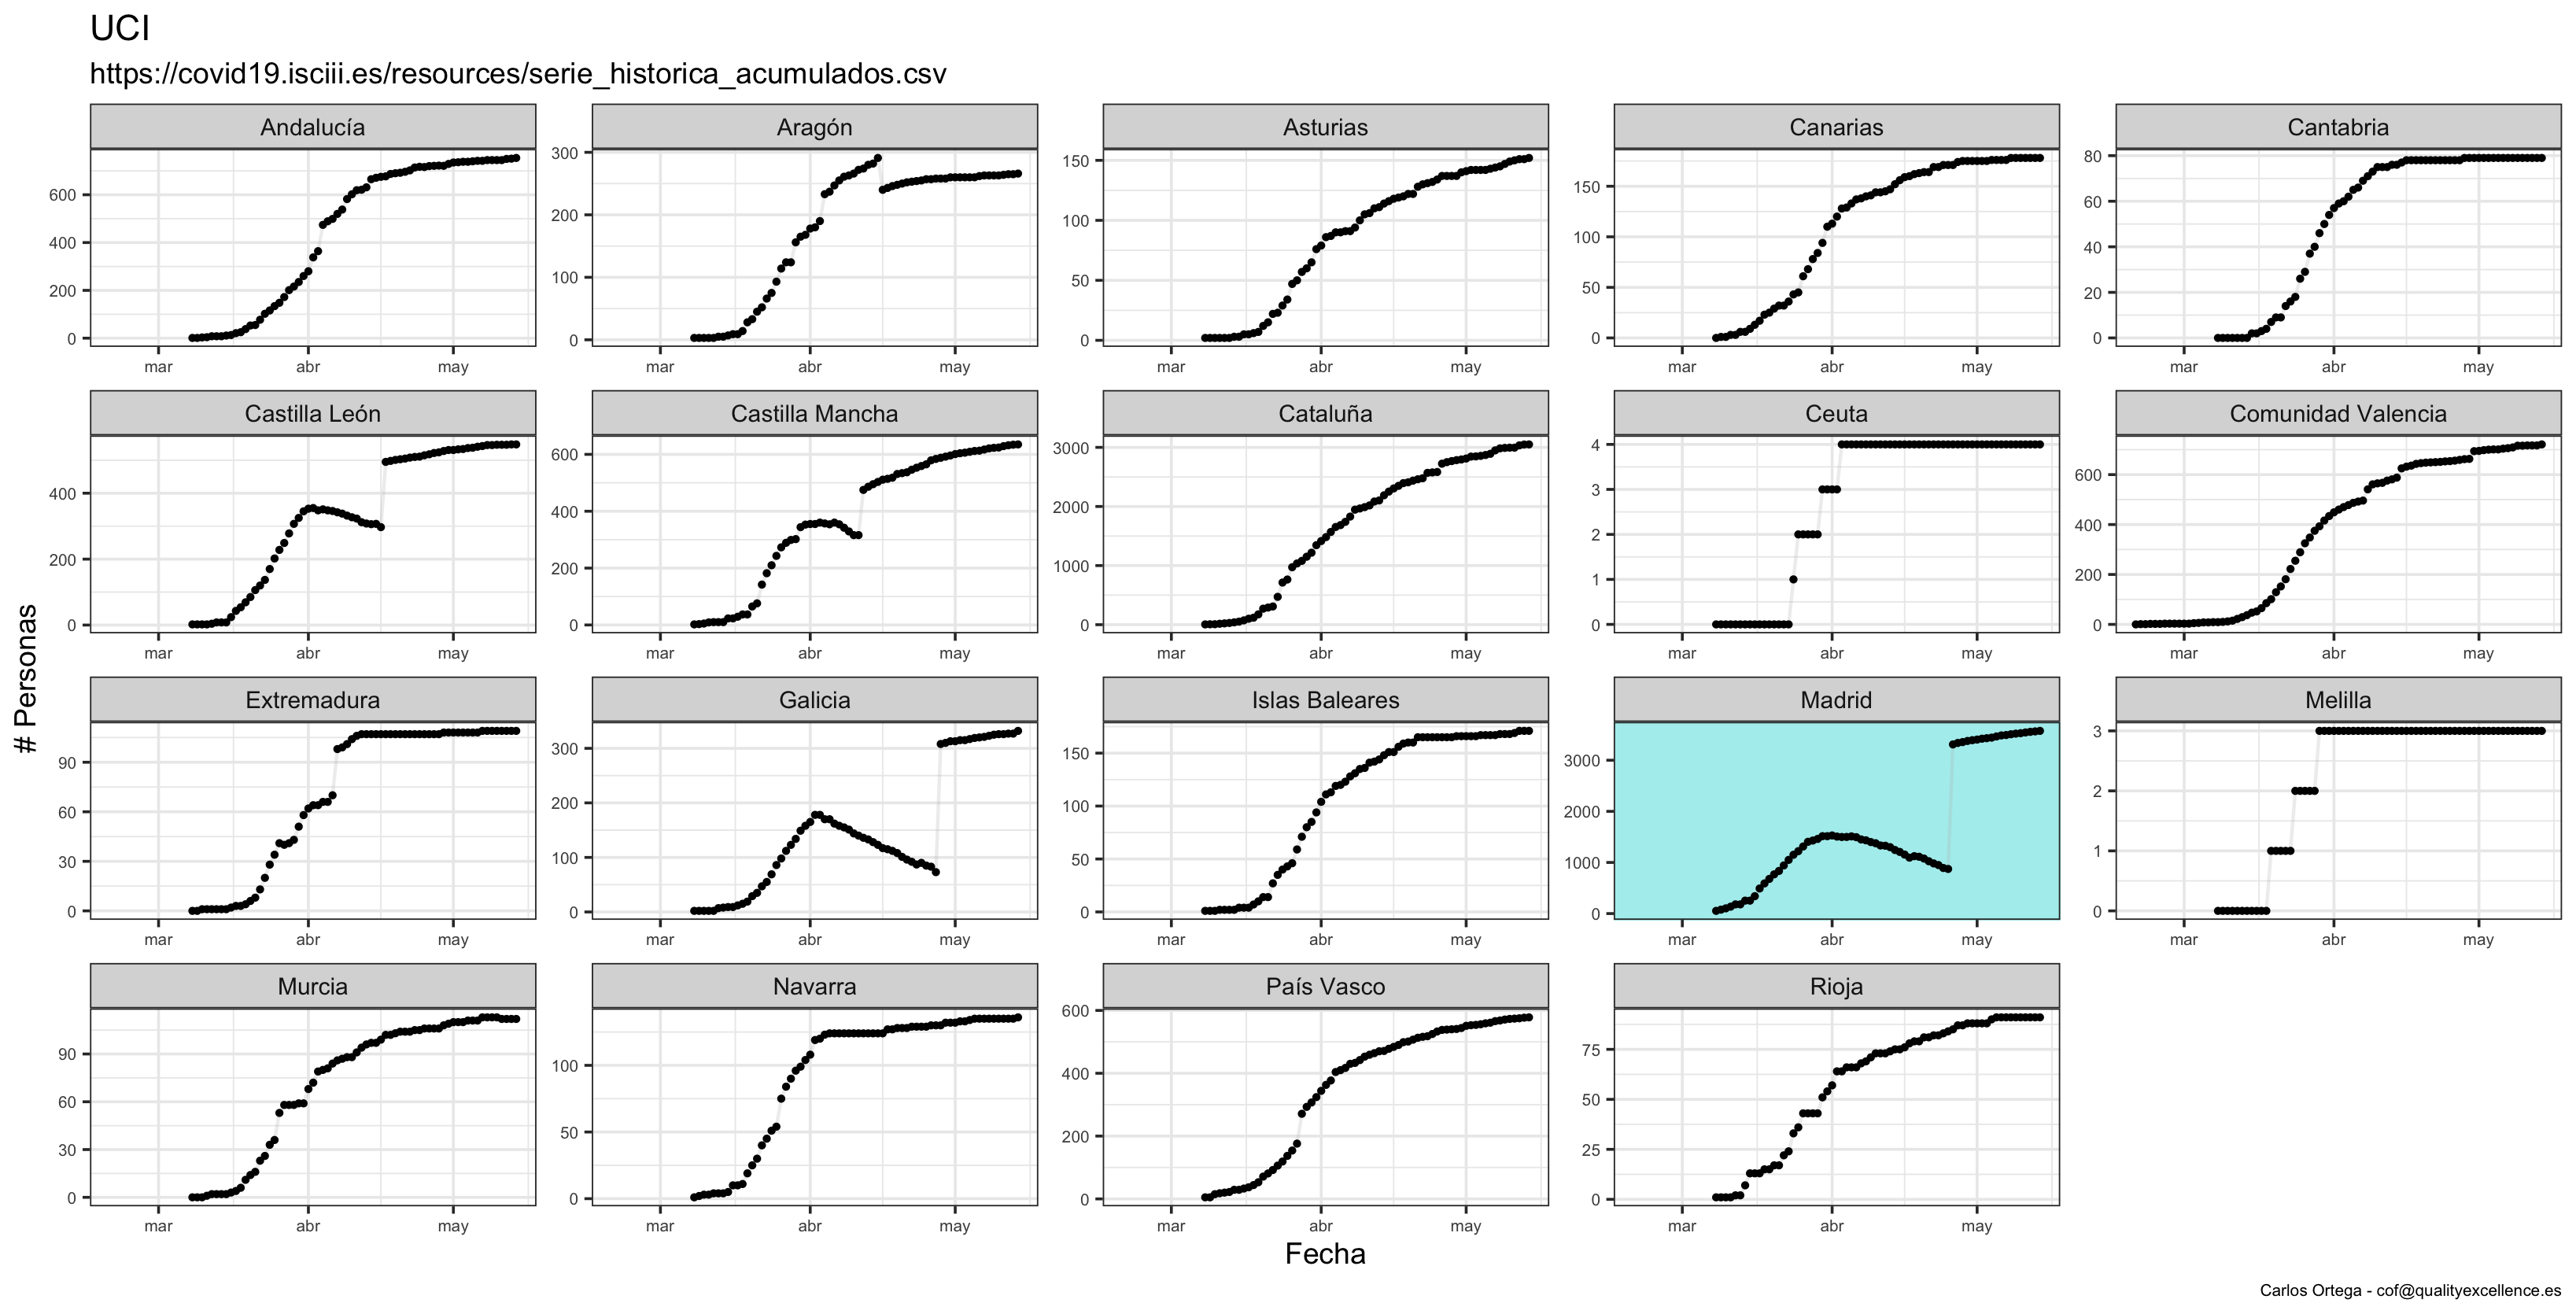 UCI
https://covid19.isciii.es/resources/serie_historica_acumulados.csv
# Personas
Andalucía
600
400
200
0
mar abr may
Aragón
300
200
100
0
mar abr may
Asturias
150
100
50
0
mar abr may
Canarias
150
100
50
0
mar abr may
Cantabria
80
60
40
20
0
mar abr may
Castilla León
400
200
0
mar abr may
Castilla Mancha
600
400
200
0
mar abr may
Cataluña
3000
2000
1000
0
mar abr may
Ceuta
4
3
2
1
0
mar abr may
Comunidad Valencia
600
400
200
0
mar abr may
Extremadura
90
60
30
0
mar abr may
Galicia
300
200
100
0
mar abr may
Islas Baleares
150
100
50
0
mar abr may
Madrid
3000
2000
1000
0
mar abr may
Melilla
3
2
1
0
mar abr may
Murcia
90
60
30
0
mar abr may
Navarra
100
50
0
mar abr may
País Vasco
600
400
200
0
mar abr may
Rioja
75
50
25
0
mar abr may
Fecha
Carlos Ortega - cof@qualityexcellence.es